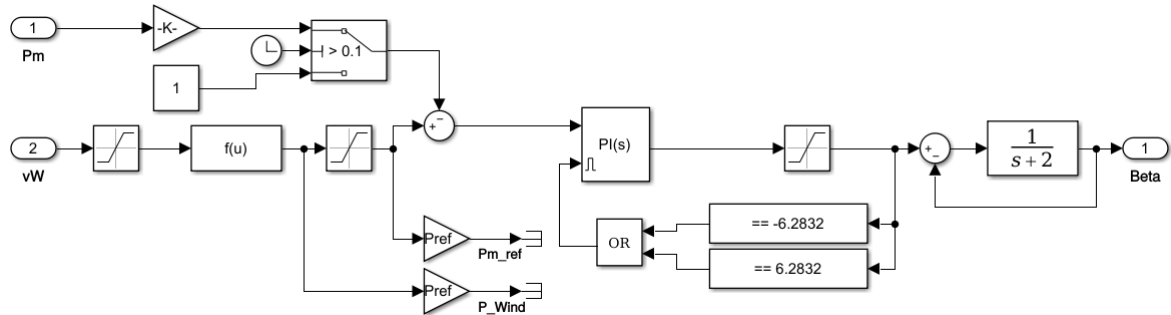 1
Pm
-K-
> 0.1
1
2
vW
f(u)
+
−
PI(s)
+
−
1
s + 2
1
Beta
OR
== -6.2832
== 6.2832
Pref
Pm_ref
Pref
P_Wind